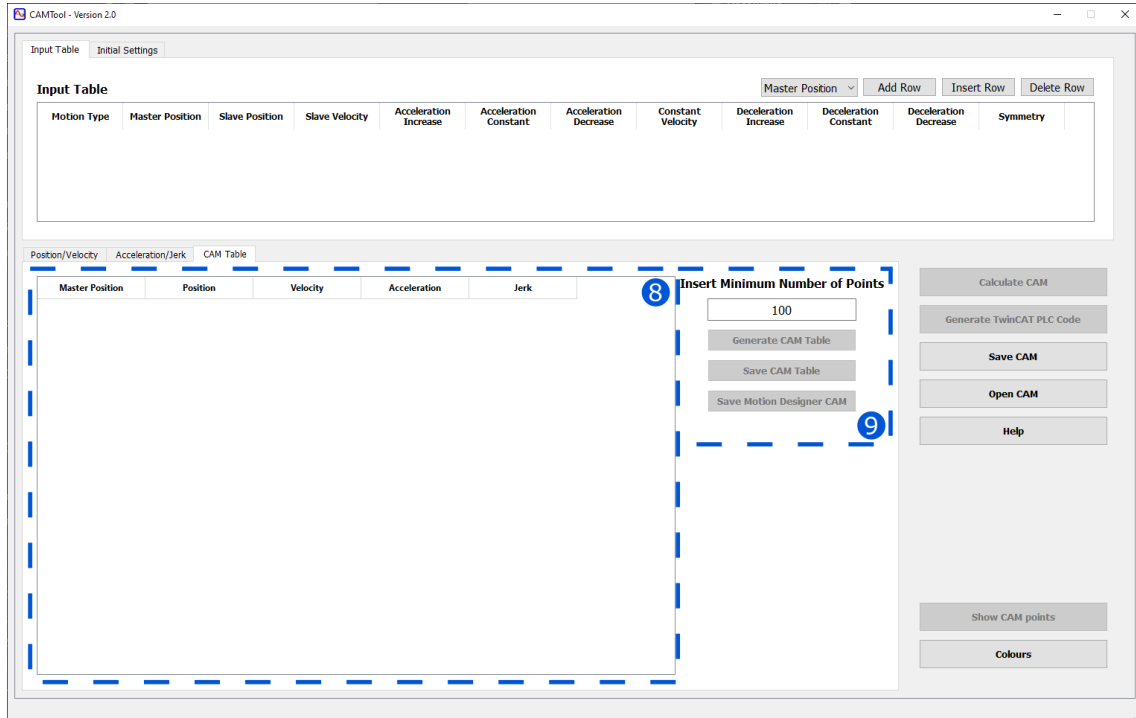 CAMTool - Version 2.0
Input Table Initial Settings
Input Table
Master Position Add Row Insert Row Delete Row
Motion Type Master Position Slave Position Slave Velocity Acceleration Increase Acceleration Constant Acceleration Decrease Constant Velocity Deceleration Increase Deceleration Constant Deceleration Decrease Symmetry
Position/Velocity Acceleration/Jerk CAM Table
Master Position Position Velocity Acceleration Jerk
8
Insert Minimum Number of Points
100
Generate CAM Table
Save CAM Table
Save Motion Designer CAM
9
Calculate CAM
Generate TwinCAT PLC Code
Save CAM
Open CAM
Help
Show CAM points
Colours